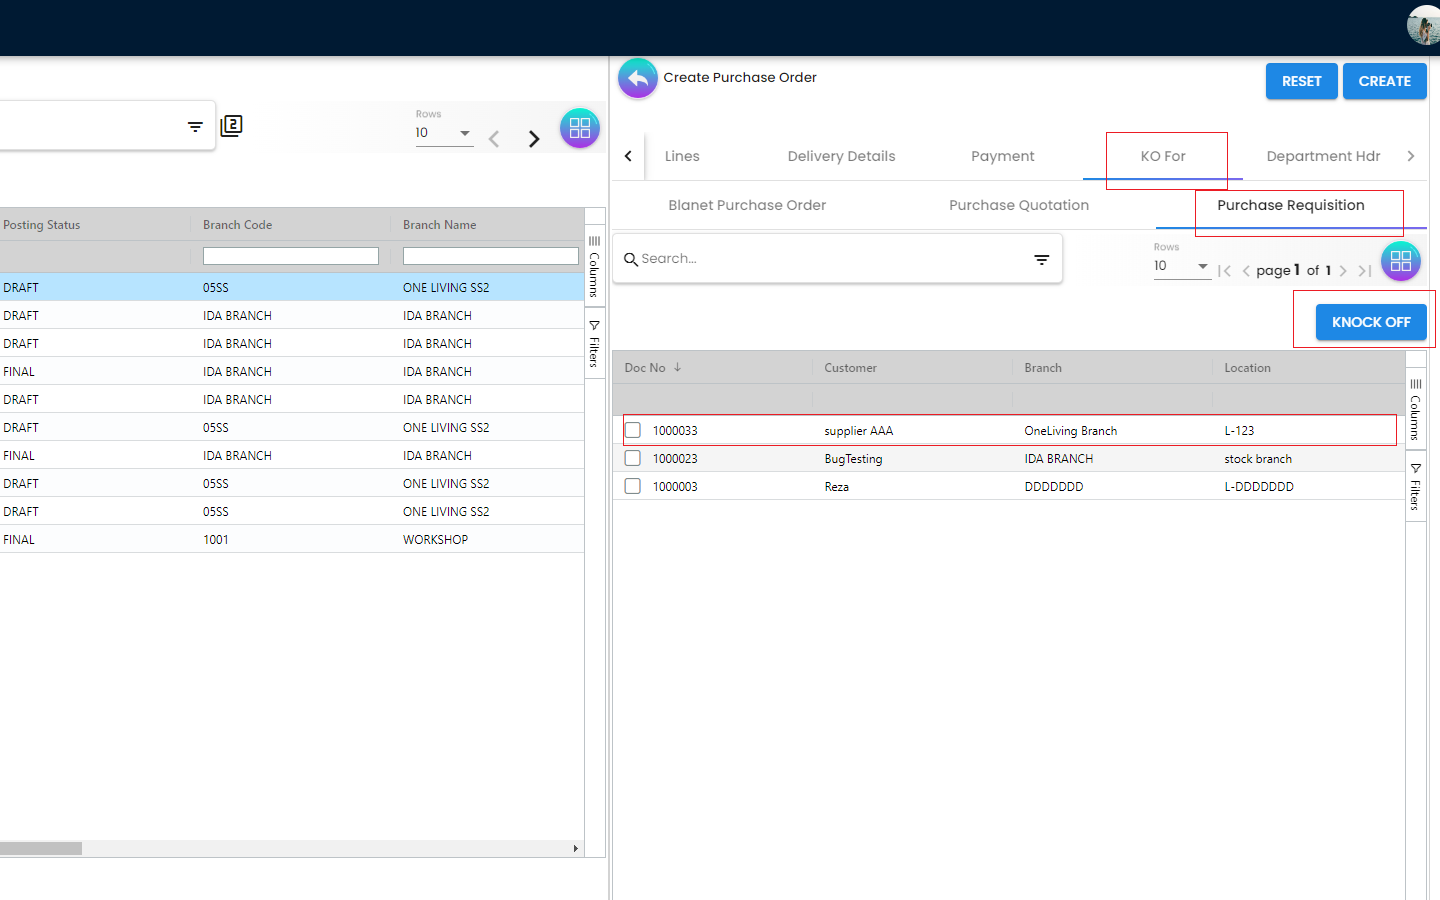 Create Purchase Order
RESET
CREATE
Rows
10
2
Lines
Delivery Details
Payment
KO For
Department Hdr
Blanet Purchase Order
Purchase Quotation
Purchase Requisition
Search...
Rows
10
page 1 of 1
KNOCK OFF
Posting Status Branch Code Branch Name
DRAFT 05SS ONE LIVING SS2
DRAFT IDA BRANCH IDA BRANCH
DRAFT IDA BRANCH IDA BRANCH
FINAL IDA BRANCH IDA BRANCH
DRAFT IDA BRANCH IDA BRANCH
DRAFT 05SS ONE LIVING SS2
FINAL IDA BRANCH IDA BRANCH
DRAFT 05SS ONE LIVING SS2
DRAFT 05SS ONE LIVING SS2
FINAL 1001 WORKSHOP
Columns
Filters
Doc No Customer Branch Location
1000033 supplier AAA OneLiving Branch L-123
1000023 BugTesting IDA BRANCH stock branch
1000003 Reza DDDDDDD L-DDDDDDD
Columns
Filters